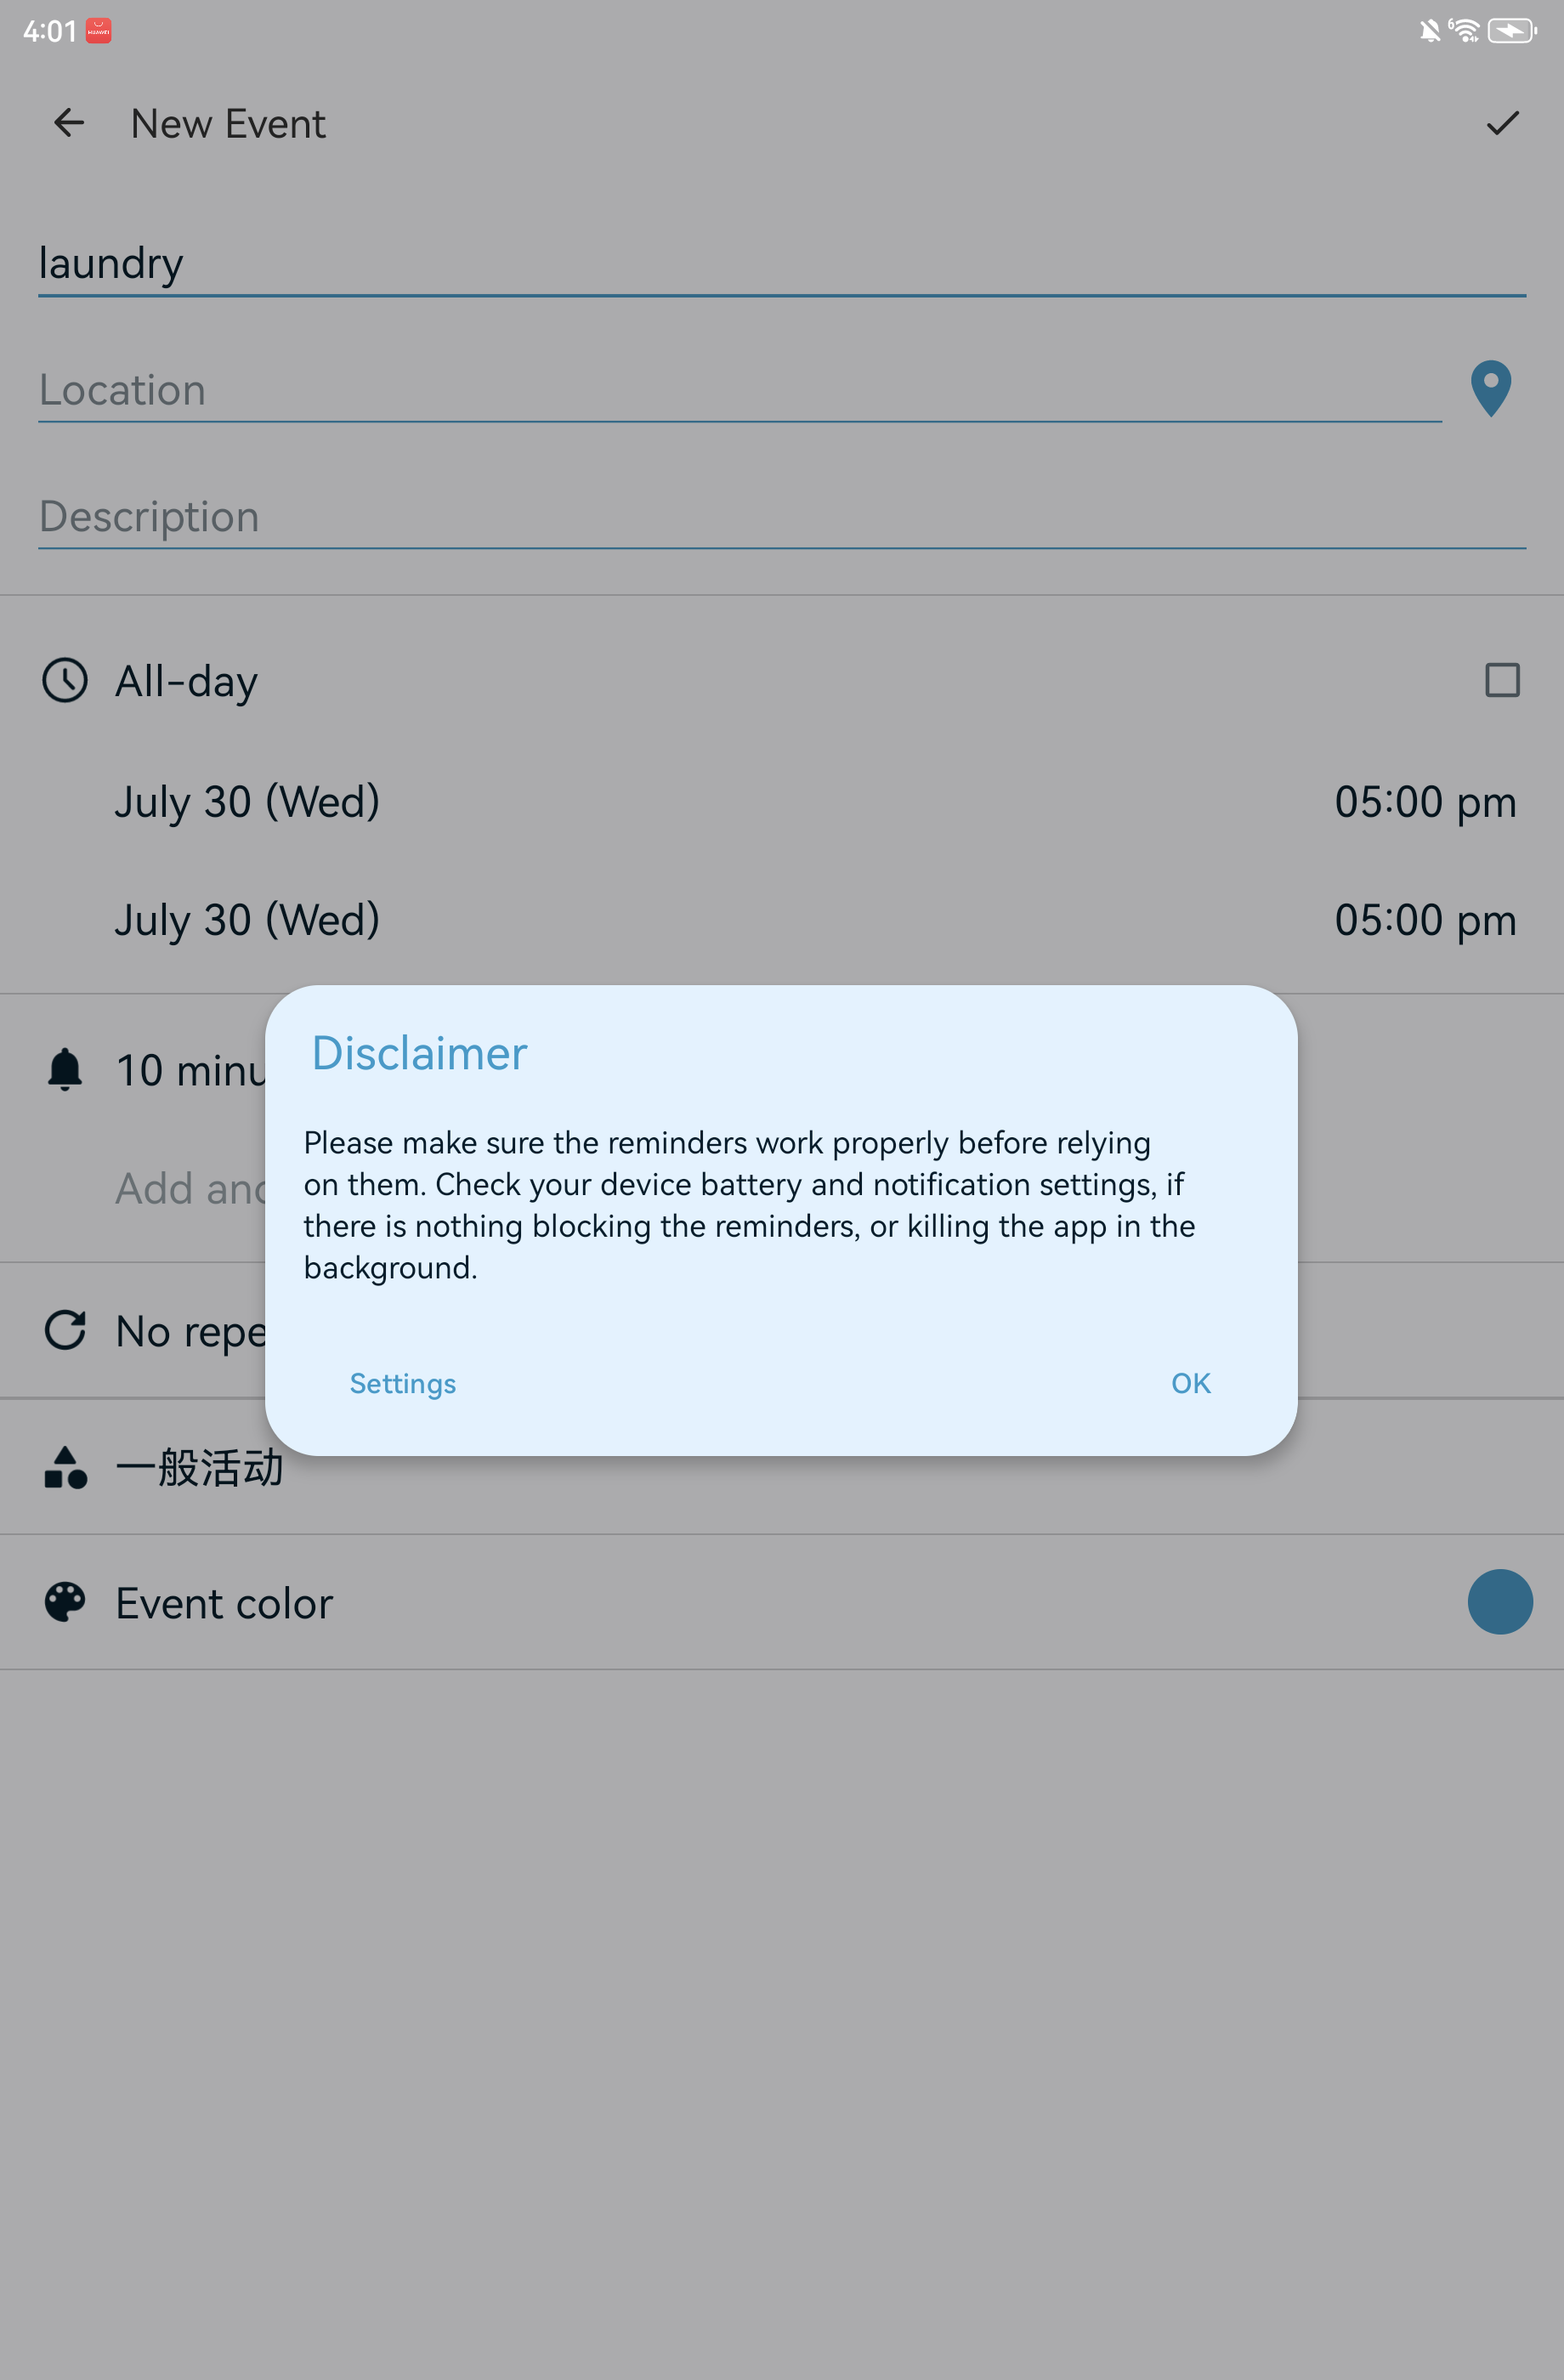 4:01
HUAWEI
6
New Event
laundry
Location
Description
All-day
July 30 (Wed) 05:00 pm
July 30 (Wed) 05:00 pm
10 minu
Add ano
No repe
Disclaimer
Please make sure the reminders work properly before relying
on them. Check your device battery and notification settings, if
there is nothing blocking the reminders, or killing the app in the
background.
Settings OK
一般活动
Event color